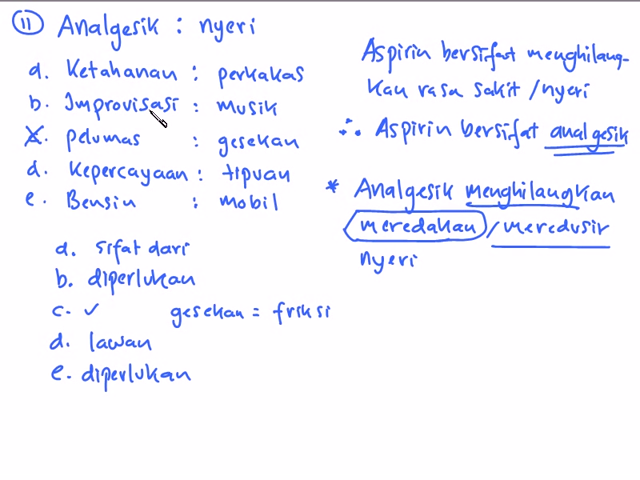 11 Analgesik : nyeri
a. Ketahanan : perkakas
b. Improvisasi : musik
c. pelumas : gesekan
d. Kepercayaan : tipuan
e. Bensin : mobil
a. sifat dari
b. diperlukan
c. ✓ gesekan = friksi
d. lawan
e. diperlukan
Aspirin bersifat menghilang-
kan rasa sakit / nyeri
∴ Aspirin bersifat analgesik
* Analgesik menghilangkan
meredakan / meredusir
nyeri